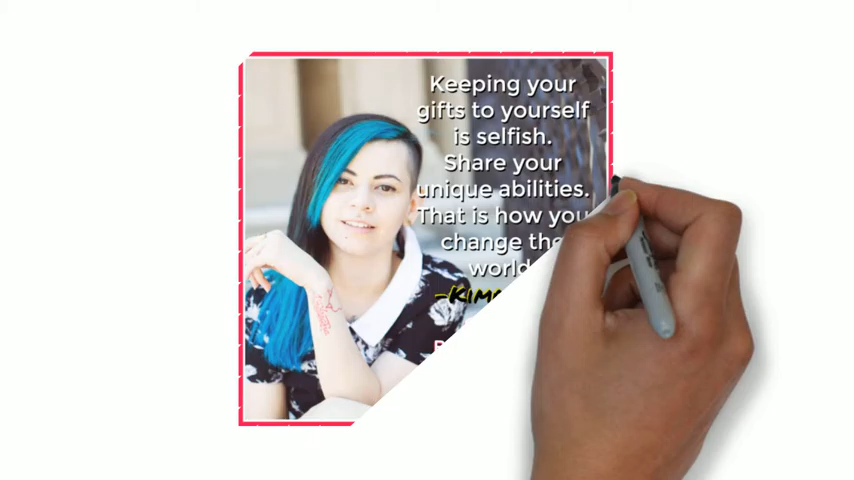 Keeping your
gifts to yourself
is selfish.
Share your
unique abilities.
That is how you
change the
world